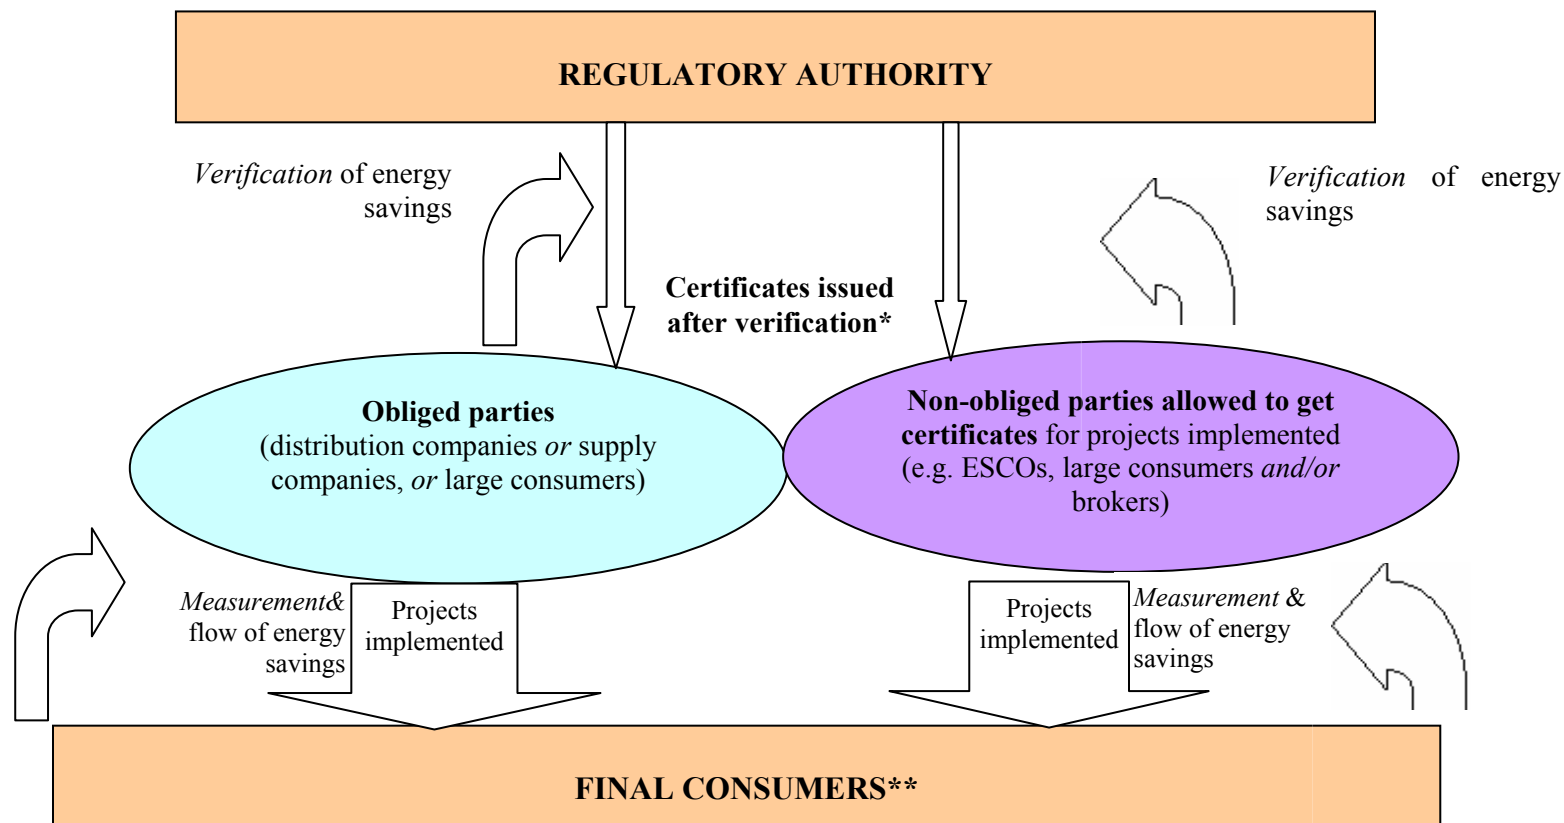 REGULATORY AUTHORITY
Verification of energy
savings
Verification of energy
savings
Certificates issued
after verification*
Obliged parties
(distribution companies or supply
companies, or large consumers)
Non-obliged parties allowed to get
certificates for projects implemented
(e.g. ESCOs, large consumers and/or
brokers)
Measurement&
flow of energy
savings
Projects
implemented
Projects
implemented
Measurement &
flow of energy
savings
FINAL CONSUMERS**